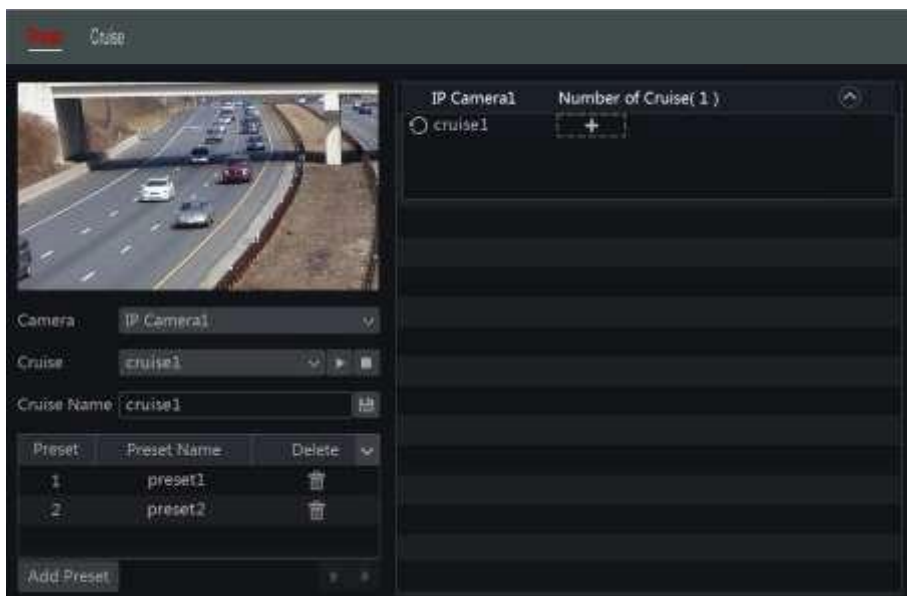 Cruise
IP Camera1 Number of Cruise( 1 )
cruise1 +
Camera IP Camera1
Cruise cruise1
Cruise Name cruise1
Preset Preset Name Delete
1 preset1
2 preset2
Add Preset